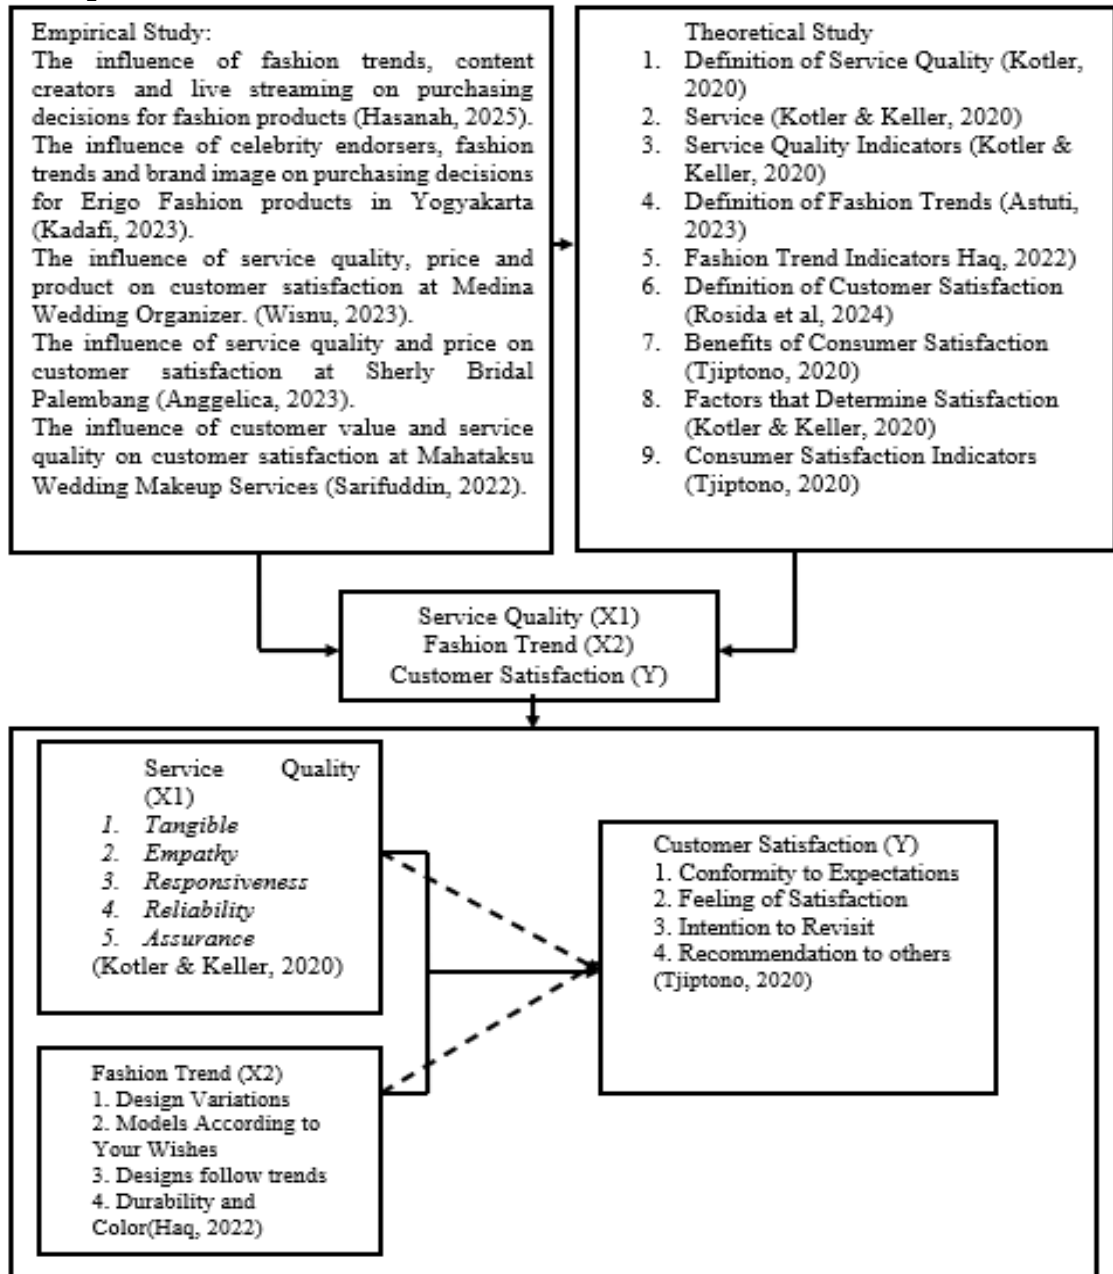 Empirical Study:
The influence of fashion trends, content
creators and live streaming on purchasing
decisions for fashion products (Hasanah, 2025).
The influence of celebrity endorsers, fashion
trends and brand image on purchasing decisions
for Erigo Fashion products in Yogyakarta
(Kadafi, 2023).
The influence of service quality, price and
product on customer satisfaction at Medina
Wedding Organizer. (Wisnu, 2023).
The influence of service quality and price on
customer satisfaction at Sherly Bridal
Palembang (Anggelica, 2023).
The influence of customer value and service
quality on customer satisfaction at Mahataksu
Wedding Makeup Services (Sarifuddin, 2022).
Theoretical Study
1. Definition of Service Quality (Kotler,
2020)
2. Service (Kotler & Keller, 2020)
3. Service Quality Indicators (Kotler &
Keller, 2020)
4. Definition of Fashion Trends (Astuti,
2023)
5. Fashion Trend Indicators Haq, 2022)
6. Definition of Customer Satisfaction
(Rosida et al, 2024)
7. Benefits of Consumer Satisfaction
(Tjiptono, 2020)
8. Factors that Determine Satisfaction
(Kotler & Keller, 2020)
9. Consumer Satisfaction Indicators
(Tjiptono, 2020)
Service Quality (X1)
Fashion Trend (X2)
Customer Satisfaction (Y)
Service Quality
(X1)
1. Tangible
2. Empathy
3. Responsiveness
4. Reliability
5. Assurance
(Kotler & Keller, 2020)
Fashion Trend (X2)
1. Design Variations
2. Models According to
Your Wishes
3. Designs follow trends
4. Durability and
Color(Haq, 2022)
Customer Satisfaction (Y)
1. Conformity to Expectations
2. Feeling of Satisfaction
3. Intention to Revisit
4. Recommendation to others
(Tjiptono, 2020)